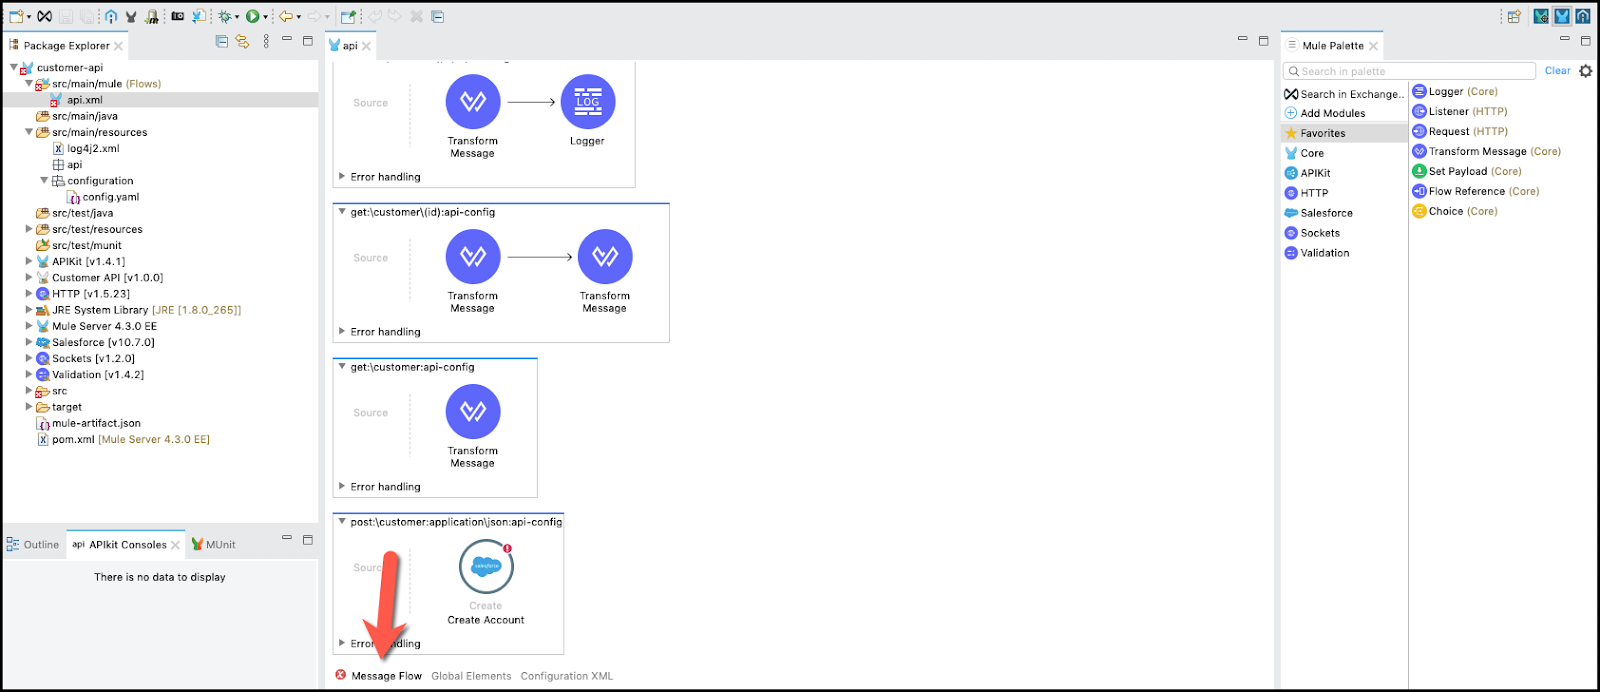 Package Explorer
customer-api
src/main/mule (Flows)
api.xml
src/main/java
src/main/resources
log4j2.xml
api
configuration
config.yaml
src/test/java
src/test/resources
src/test/munit
APIKit [v1.4.1]
Customer API [v1.0.0]
HTTP [v1.5.23]
JRE System Library [JRE [1.8.0_265]]
Mule Server 4.3.0 EE
Salesforce [v10.7.0]
Sockets [v1.2.0]
Validation [v1.4.2]
src
target
mule-artifact.json
pom.xml [Mule Server 4.3.0 EE]
Outline
api APIkit Consoles
MUnit
There is no data to display
api
Source
LOG
Transform
Message
Logger
Error handling
get:\customer\(id):api-config
Source
Transform
Message
Transform
Message
Error handling
get:\customer:api-config
Source
Transform
Message
Error handling
post:\customer:application\json:api-config
salesforce
Create
Create Account
Message Flow
Global Elements
Configuration XML
Mule Palette
Search in palette
Clear
Search in Exchange..
Add Modules
Favorites
Core
APIKit
HTTP
Salesforce
Sockets
Validation
Logger (Core)
Listener (HTTP)
Request (HTTP)
Transform Message (Core)
Set Payload (Core)
Flow Reference (Core)
Choice (Core)